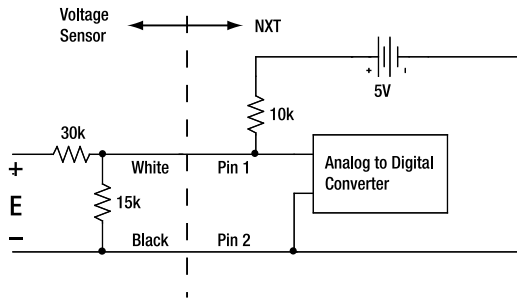 Voltage
Sensor
NXT
+ -
5V
10k
30k
+
White
Pin 1
Analog to Digital
Converter
E
15k
–
Black
Pin 2